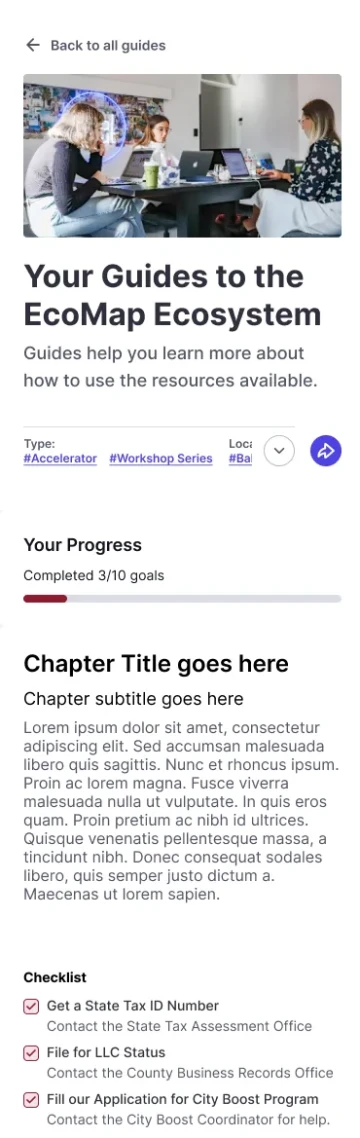 Back to all guides
Your Guides to the
EcoMap Ecosystem
Guides help you learn more about
how to use the resources available.
Type:
#Accelerator #Workshop Series
Loca
#Bal
Your Progress
Completed 3/10 goals
Chapter Title goes here
Chapter subtitle goes here
Lorem ipsum dolor sit amet, consectetur
adipiscing elit. Sed accumsan malesuada
libero quis sagittis. Nunc et rhoncus ipsum.
Proin ac lorem magna. Fusce viverra
malesuada nulla ut vulputate. In quis eros
quam. Proin pretium ac nibh id ultrices.
Quisque venenatis pellentesque massa, a
tincidunt nibh. Donec consequat sodales
libero, quis semper justo dictum a.
Maecenas ut lorem sapien.
Checklist
Get a State Tax ID Number
Contact the State Tax Assessment Office
File for LLC Status
Contact the County Business Records Office
Fill our Application for City Boost Program
Contact the City Boost Coordinator for help.